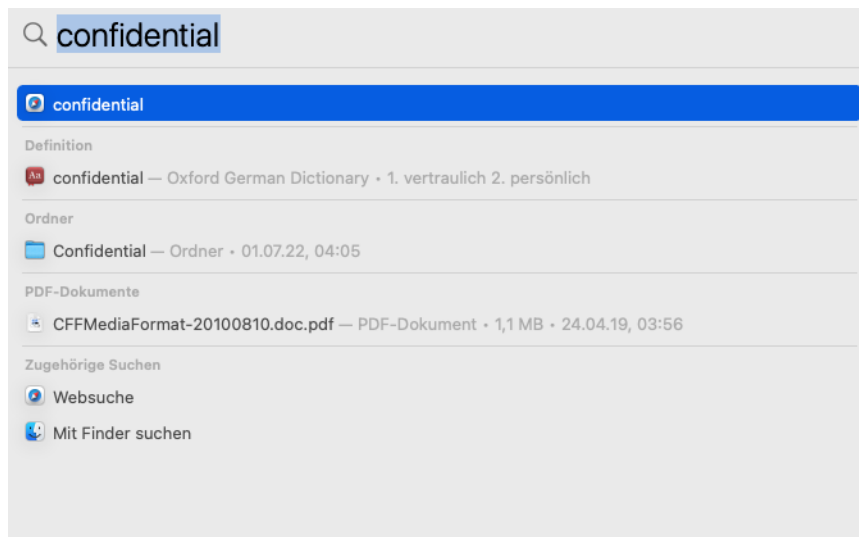 confidential
confidential
Definition
Aa confidential — Oxford German Dictionary • 1. vertraulich 2. persönlich
Ordner
Confidential — Ordner • 01.07.22, 04:05
PDF-Dokumente
CFFMediaFormat-20100810.doc.pdf — PDF-Dokument • 1,1 MB • 24.04.19, 03:56
Zugehörige Suchen
Websuche
Mit Finder suchen